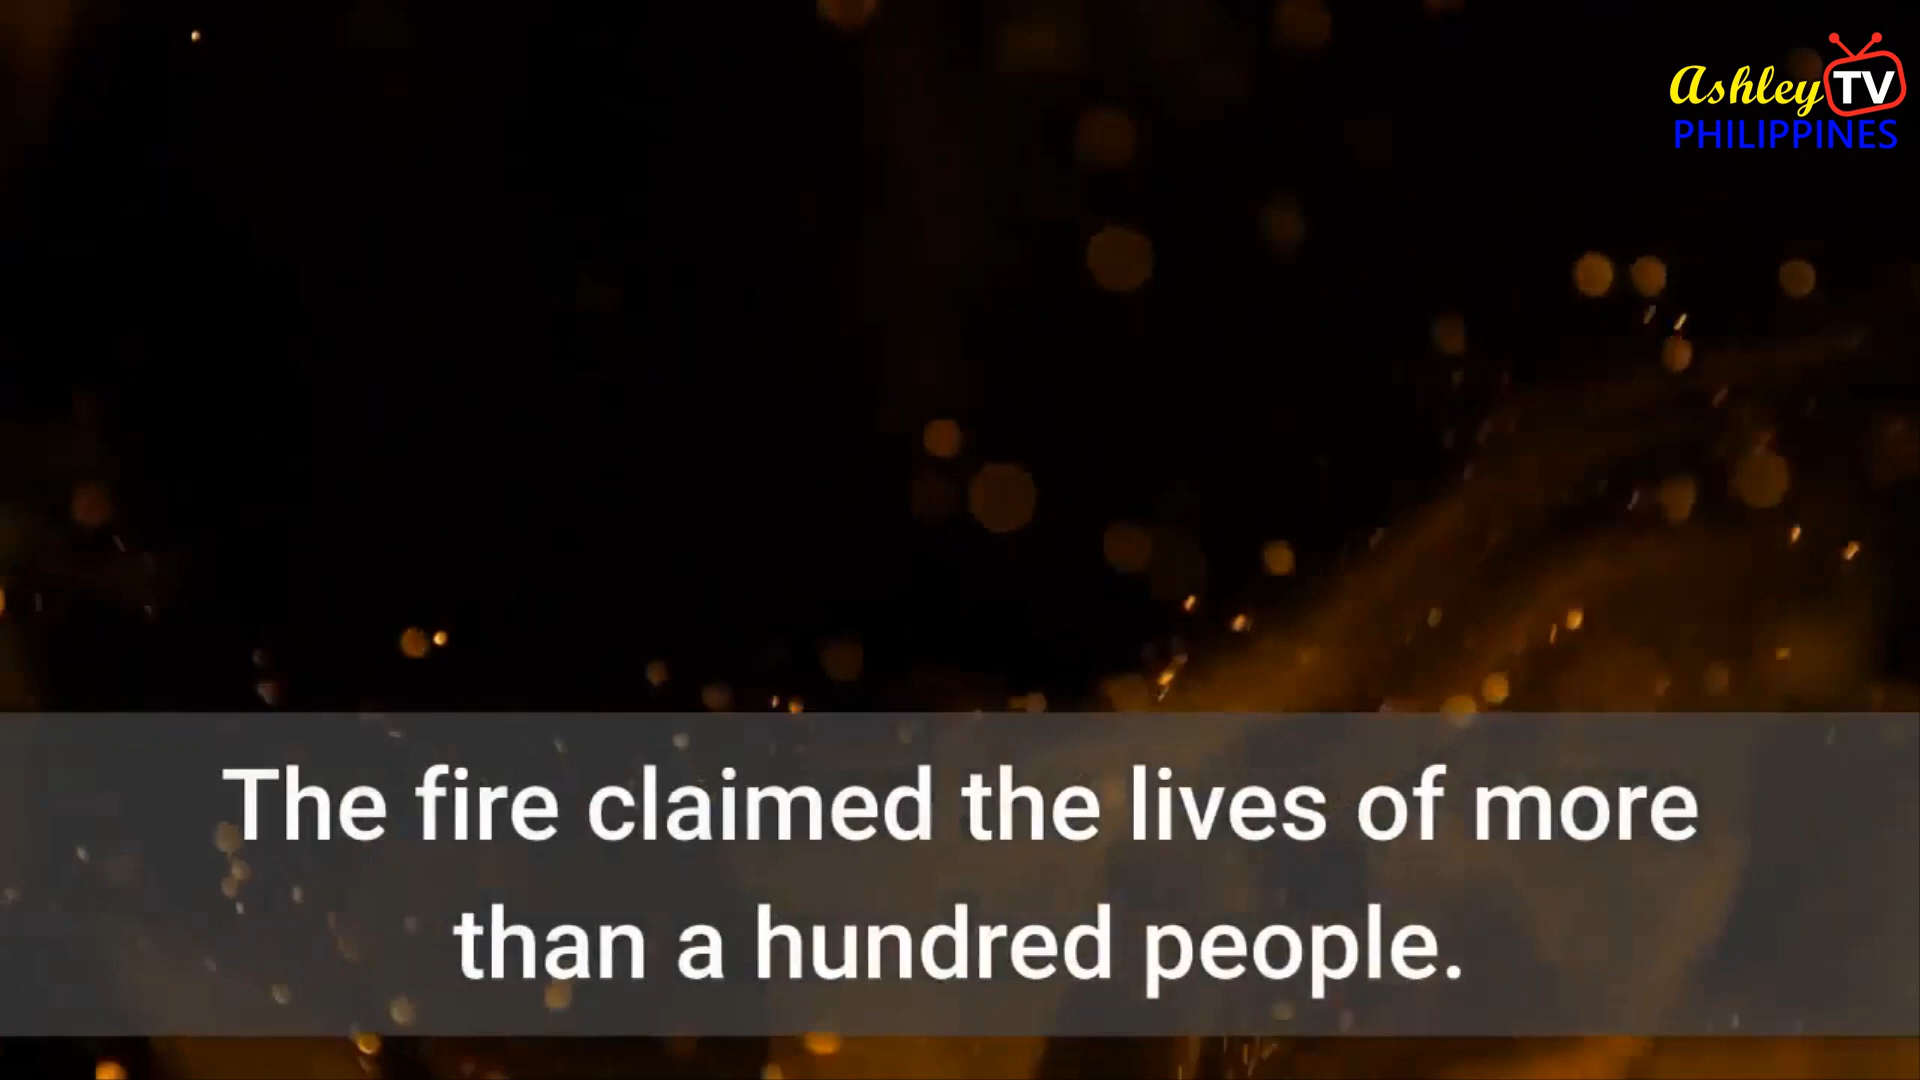 Ashley TV
PHILIPPINES
The fire claimed the lives of more
than a hundred people.